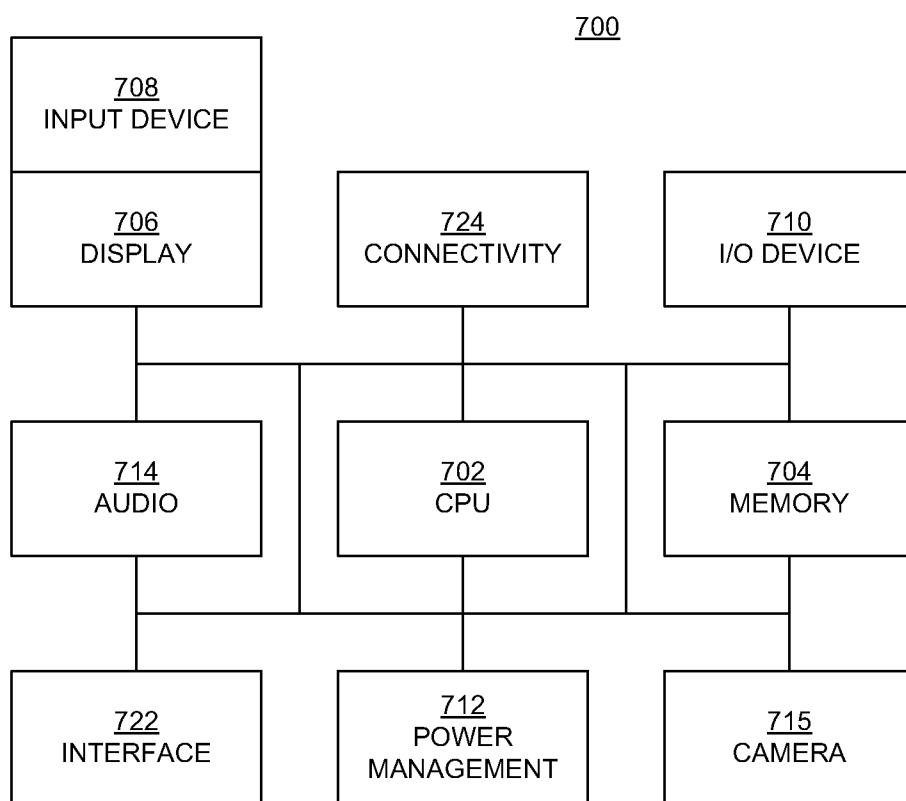 700
708
INPUT DEVICE
706
DISPLAY
724
CONNECTIVITY
710
I/O DEVICE
714
AUDIO
702
CPU
704
MEMORY
722
INTERFACE
712
POWER
MANAGEMENT
715
CAMERA